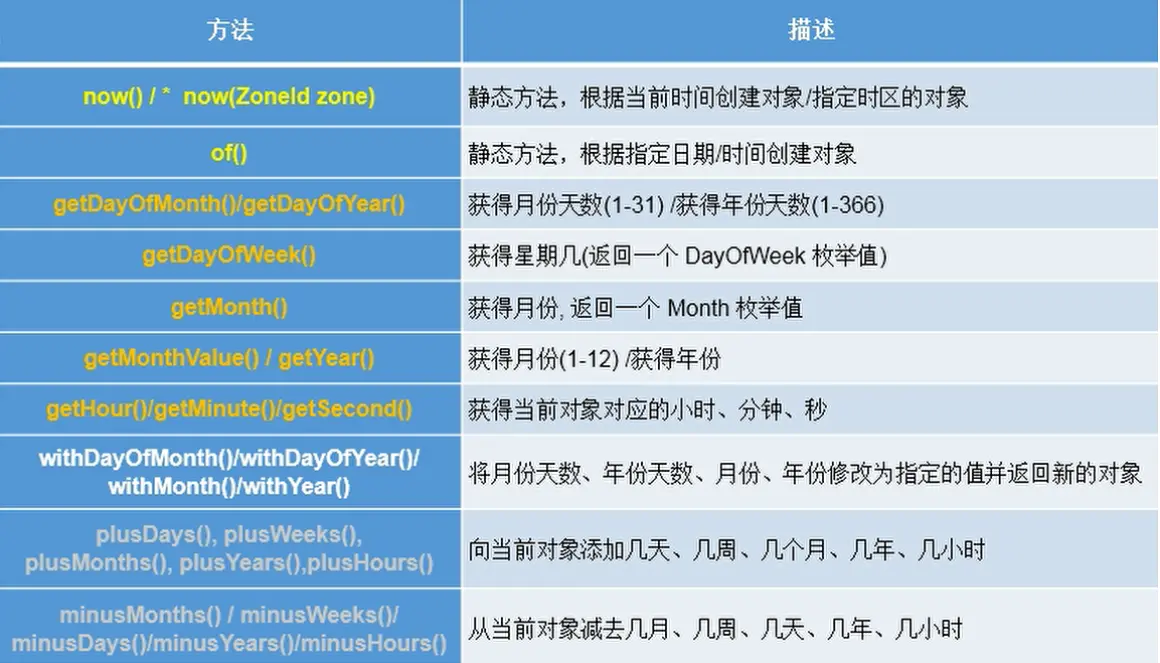 方法
描述
now() / *  now(ZoneId zone)
静态方法，根据当前时间创建对象/指定时区的对象
of()
静态方法，根据指定日期/时间创建对象
getDayOfMonth()/getDayOfYear()
获得月份天数(1-31) /获得年份天数(1-366)
getDayOfWeek()
获得星期几(返回一个 DayOfWeek 枚举值)
getMonth()
获得月份, 返回一个 Month 枚举值
getMonthValue() / getYear()
获得月份(1-12) /获得年份
getHour()/getMinute()/getSecond()
获得当前对象对应的小时、分钟、秒
withDayOfMonth()/withDayOfYear()/
withMonth()/withYear()
将月份天数、年份天数、月份、年份修改为指定的值并返回新的对象
plusDays(), plusWeeks(),
plusMonths(), plusYears(),plusHours()
向当前对象添加几天、几周、几个月、几年、几小时
minusMonths() / minusWeeks()/
minusDays()/minusYears()/minusHours()
从当前对象减去几月、几周、几天、几年、几小时